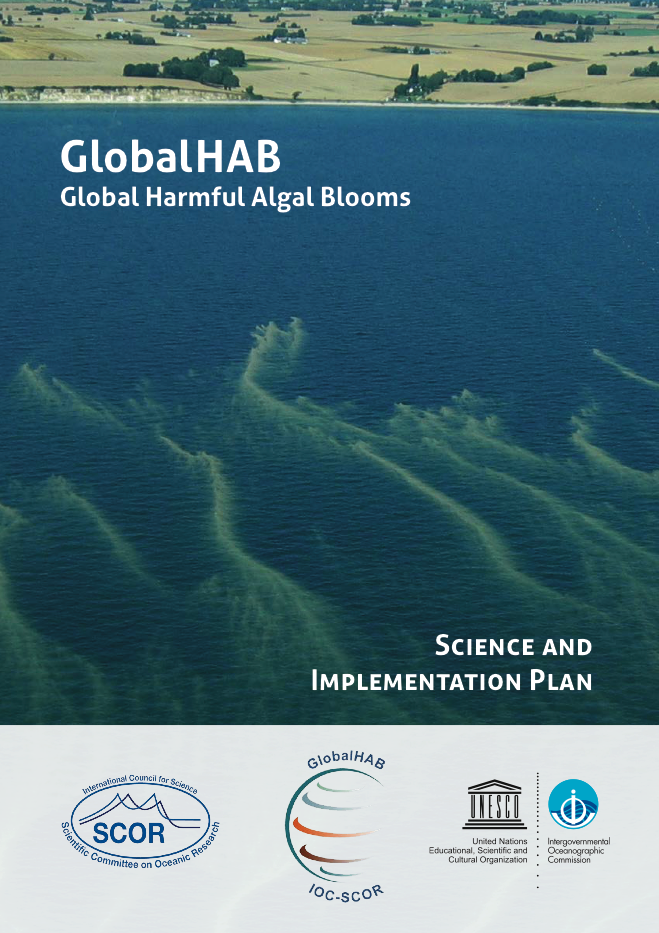 GlobalHAB
Global Harmful Algal Blooms
Science and
Implementation Plan
International Council for Science
SCOR
Scientific Committee on Oceanic Research
GlobalHAB
IOC-SCOR
UNESCO
United Nations
Educational, Scientific and
Cultural Organization
Intergovernmental
Oceanographic
Commission